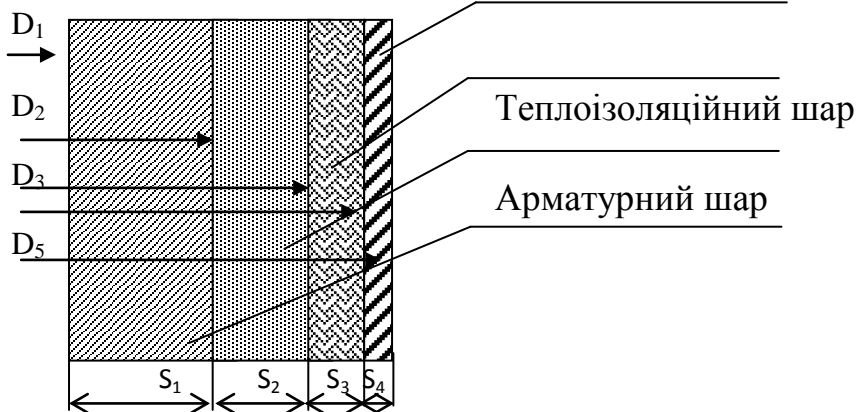 D₁
D₂
Теплоізоляційний шар
D₃
Арматурний шар
D₅
S₁ S₂ S₃ S₄